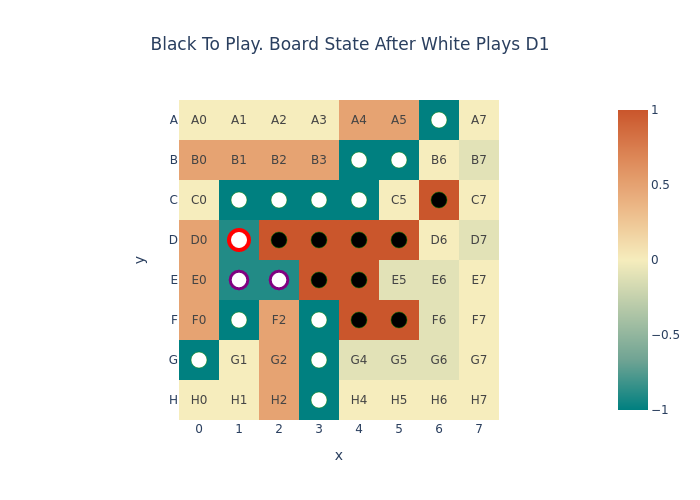 Black To Play. Board State After White Plays D1
A A0 A1 A2 A3 A4 A5 A7
B B0 B1 B2 B3 B6 B7
C C0 C5 C7
D D0 D6 D7
E E0 E5 E6 E7
F F0 F2 F6 F7
G G1 G2 G4 G5 G6 G7
H H0 H1 H2 H4 H5 H6 H7
0 1 2 3 4 5 6 7
x
y
1
0.5
0
−0.5
−1